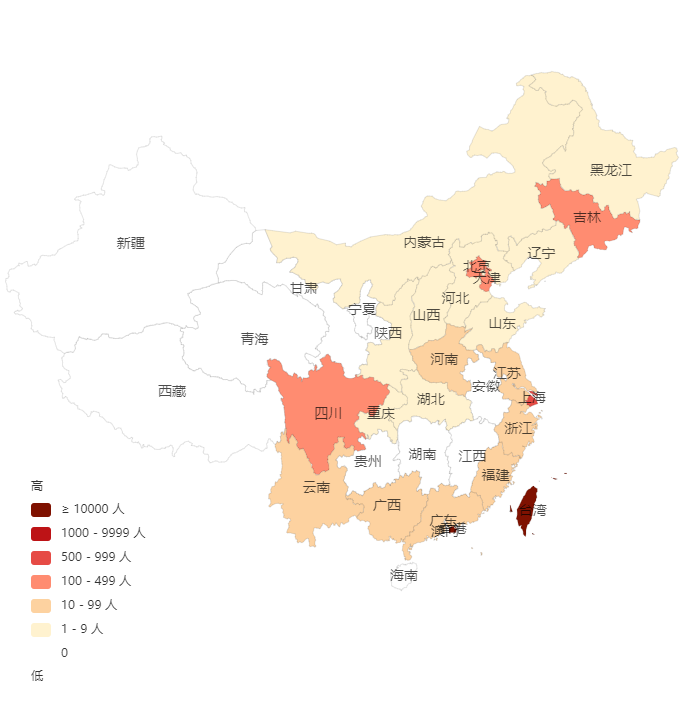 黑龙江
吉林
内蒙古
新疆
辽宁
北京
天津
甘肃
河北
宁夏
山西
山东
陕西
青海
河南
江苏
安徽
西藏
上海
湖北
四川
重庆
浙江
湖南
江西
贵州
福建
云南
广西
台湾
广东
香港
澳门
海南
高
≥ 10000 人
1000 - 9999 人
500 - 999 人
100 - 499 人
10 - 99 人
1 - 9 人
0
低